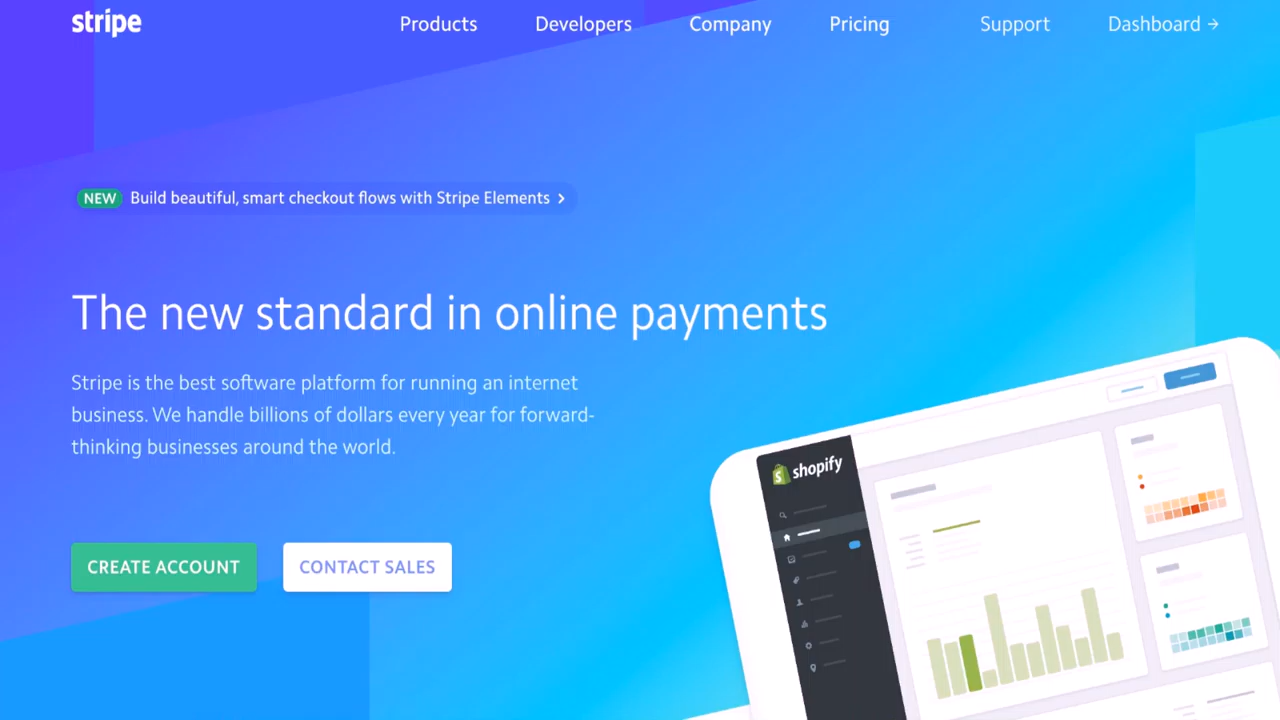 stripe
Products
Developers
Company
Pricing
Support
Dashboard →
NEW Build beautiful, smart checkout flows with Stripe Elements >
The new standard in online payments
Stripe is the best software platform for running an internet
business. We handle billions of dollars every year for forward-
thinking businesses around the world.
CREATE ACCOUNT
CONTACT SALES
shopify